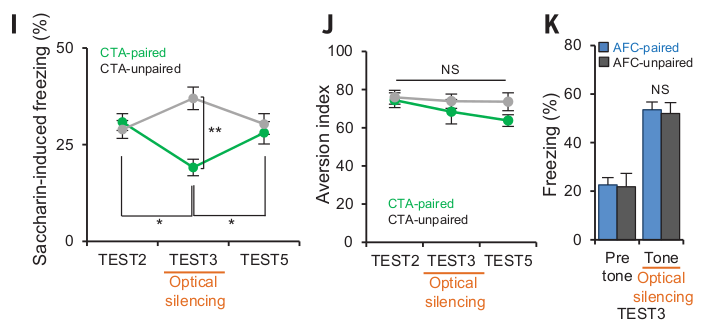 I
Saccharin-induced freezing (%)
50
25
0
CTA-paired
CTA-unpaired
**
*
*
TEST2
TEST3
TEST5
Optical
silencing
J
Aversion index
100
80
60
40
20
0
NS
CTA-paired
CTA-unpaired
TEST2
TEST3
TEST5
Optical
silencing
K
Freezing (%)
80
60
40
20
0
AFC-paired
AFC-unpaired
NS
Pre
tone
Tone
Optical
silencing
TEST3